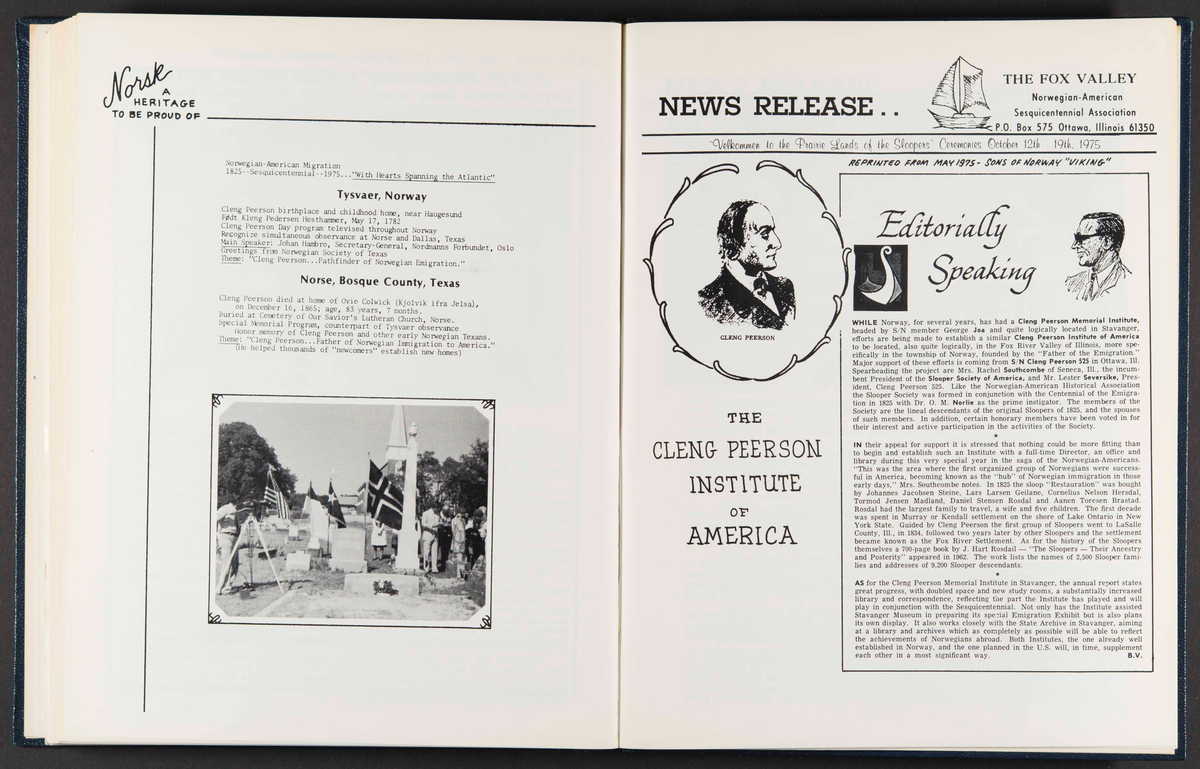 Norsk
A
HERITAGE
TO BE PROUD OF
Norwegian-American Migration
1825--Sesquicentennial--1975..."With Hearts Spanning the Atlantic"
Tysvaer, Norway
Cleng Peerson birthplace and childhood home, near Haugesund
Født Kleng Pedersen Hesthammer, May 17, 1782
Cleng Peerson Day program televised throughout Norway
Recognize simultaneous observance at Norse and Dallas, Texas
Main Speaker: Johan Hambro, Secretary-General, Nordmanns Forbundet, Oslo
Greetings from Norwegian Society of Texas
Theme: "Cleng Peerson...Pathfinder of Norwegian Emigration."
Norse, Bosque County, Texas
Cleng Peerson died at home of Ovie Colwick (Kjolvik ifra Jelsa),
on December 16, 1865; age, 83 years, 7 months.
Buried at Cemetery of Our Savior's Lutheran Church, Norse.
Special Memorial Program, counterpart of Tysvaer observance
Honor memory of Cleng Peerson and other early Norwegian Texans.
Theme: "Cleng Peerson...Father of Norwegian Immigration to America."
(He helped thousands of "newcomers" establish new homes)
NEWS RELEASE..
THE FOX VALLEY
Norwegian-American
Sesquicentennial Association
P.O. Box 575 Ottawa, Illinois 61350
"Velkommen to the Prairie Lands of the Sloopers" Ceremonies October 12th 19th, 1975
REPRINTED FROM MAY 1975- SONS OF NORWAY "VIKING"
CLENG PEERSON
THE
CLENG PEERSON
INSTITUTE
OF
AMERICA
Editorially
Speaking
WHILE Norway, for several years, has had a Cleng Peerson Memorial Institute,
headed by S/N member George Joa and quite logically located in Stavanger,
efforts are being made to establish a similar Cleng Peerson Institute of America
to be located, also quite logically, in the Fox River Valley of Illinois, more spe-
cifically in the township of Norway, founded by the "Father of the Emigration."
Major support of these efforts is coming from S/N Cleng Peerson 525 in Ottawa, Ill.
Spearheading the project are Mrs. Rachel Southcombe of Seneca, Ill., the incum-
bent President of the Slooper Society of America, and Mr. Lester Seversike, Pres-
ident, Cleng Peerson 525. Like the Norwegian-American Historical Association
the Slooper Society was formed in conjunction with the Centennial of the Emigra-
tion in 1825 with Dr. O. M. Norlie as the prime instigator. The members of the
Society are the lineal descendants of the original Sloopers of 1825, and the spouses
of such members. In addition, certain honorary members have been voted in for
their interest and active participation in the activities of the Society.
*
IN their appeal for support it is stressed that nothing could be more fitting than
to begin and establish such an Institute with a full-time Director, an office and
library during this very special year in the saga of the Norwegian-Americans.
"This was the area where the first organized group of Norwegians were success-
ful in America, becoming known as the "hub" of Norwegian immigration in those
early days," Mrs. Southcombe notes. In 1825 the sloop "Restauration" was bought
by Johannes Jacobsen Steine, Lars Larsen Geilane, Cornelius Nelson Hersdal,
Tormod Jensen Madland, Daniel Stensen Rosdal and Aanen Toresen Brastad.
Rosdal had the largest family to travel, a wife and five children. The first decade
was spent in Murray or Kendall settlement on the shore of Lake Ontario in New
York State. Guided by Cleng Peerson the first group of Sloopers went to LaSalle
County, Ill., in 1834, followed two years later by other Sloopers and the settlement
became known as the Fox River Settlement. As for the history of the Sloopers
themselves a 700-page book by J. Hart Rosdail — "The Sloopers — Their Ancestry
and Posterity" appeared in 1962. The work lists the names of 2,500 Slooper fami-
lies and addresses of 9,200 Slooper descendants.
*
AS for the Cleng Peerson Memorial Institute in Stavanger, the annual report states
great progress, with doubled space and new study rooms, a substantially increased
library and correspondence, reflecting the part the Institute has played and will
play in conjunction with the Sesquicentennial. Not only has the Institute assisted
Stavanger Museum in preparing its special Emigration Exhibit but is also plans
its own display. It also works closely with the State Archive in Stavanger, aiming
at a library and archives which as completely as possible will be able to reflect
the achievements of Norwegians abroad. Both Institutes, the one already well
established in Norway, and the one planned in the U.S. will, in time, supplement
each other in a most significant way. B.V.